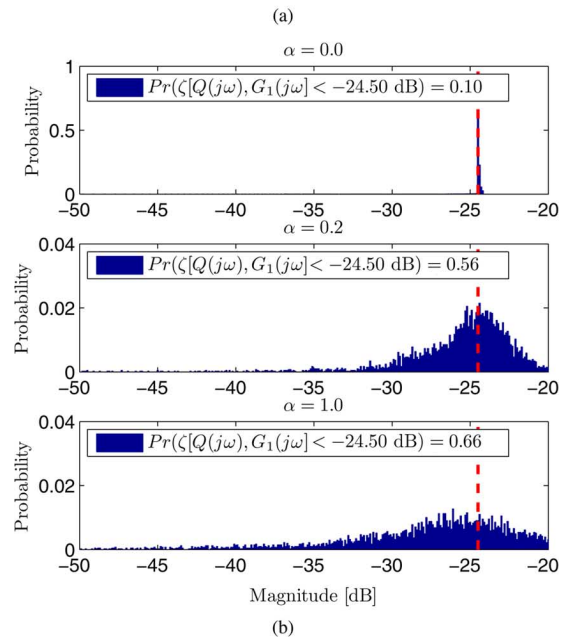 (a)
α = 0.0
Pr(ζ[Q(jω), G₁(jω] < −24.50 dB) = 0.10
Probability
1
0.5
0
−50 −45 −40 −35 −30 −25 −20
α = 0.2
Pr(ζ[Q(jω), G₁(jω] < −24.50 dB) = 0.56
Probability
0.04
0.02
0
−50 −45 −40 −35 −30 −25 −20
α = 1.0
Pr(ζ[Q(jω), G₁(jω] < −24.50 dB) = 0.66
Probability
0.04
0.02
0
−50 −45 −40 −35 −30 −25 −20
Magnitude [dB]
(b)